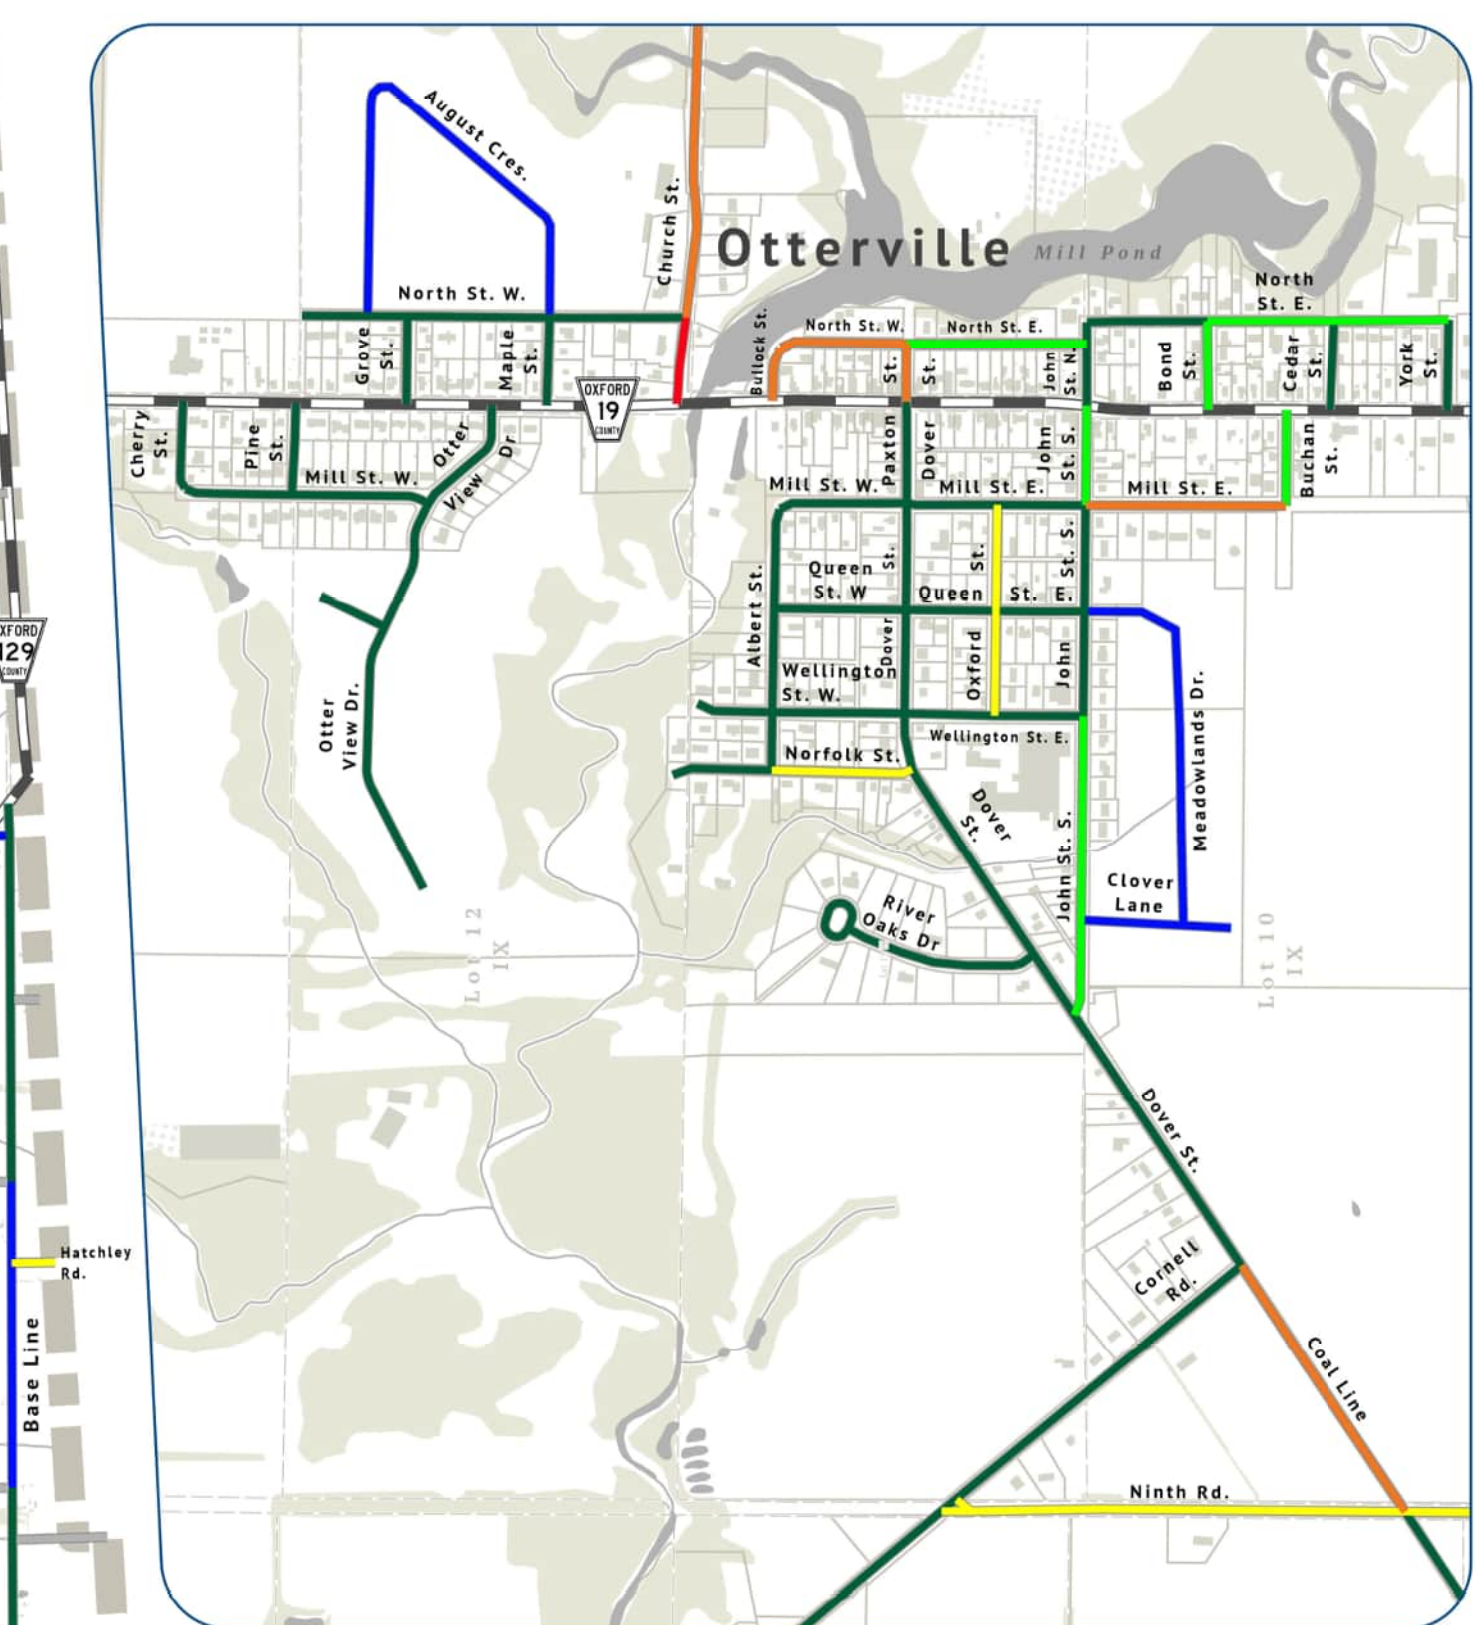 August Cres.
Church St.
Otterville
Mill Pond
North St. W.
North
St. E.
Grove
St.
Maple
St.
OXFORD
19
COUNTY
Bullock St.
North St. W.
North St. E.
St.
St.
John
St. N.
Bond
St.
Cedar
St.
York
St.
Cherry
St.
Pine
St.
Mill St. W.
Otter
View
Dr
Paxton
Dover
John
St. S.
Buchan
St.
Mill St. W.
Mill St. E.
Mill St. E.
Albert St.
Queen
St. W
St.
St.
St. S.
Queen
St. E.
XFORD
129
COUNTY
Wellington
St. W.
Dover
Oxford
John
Otter
View Dr.
Norfolk St.
Wellington St. E.
Meadowlands Dr.
Dover
St.
John St. S.
Clover
Lane
River
Oaks Dr
Lot 12
IX
Lot 10
IX
Dover St.
Hatchley
Rd.
Cornell
Rd.
Base Line
Coal Line
Ninth Rd.